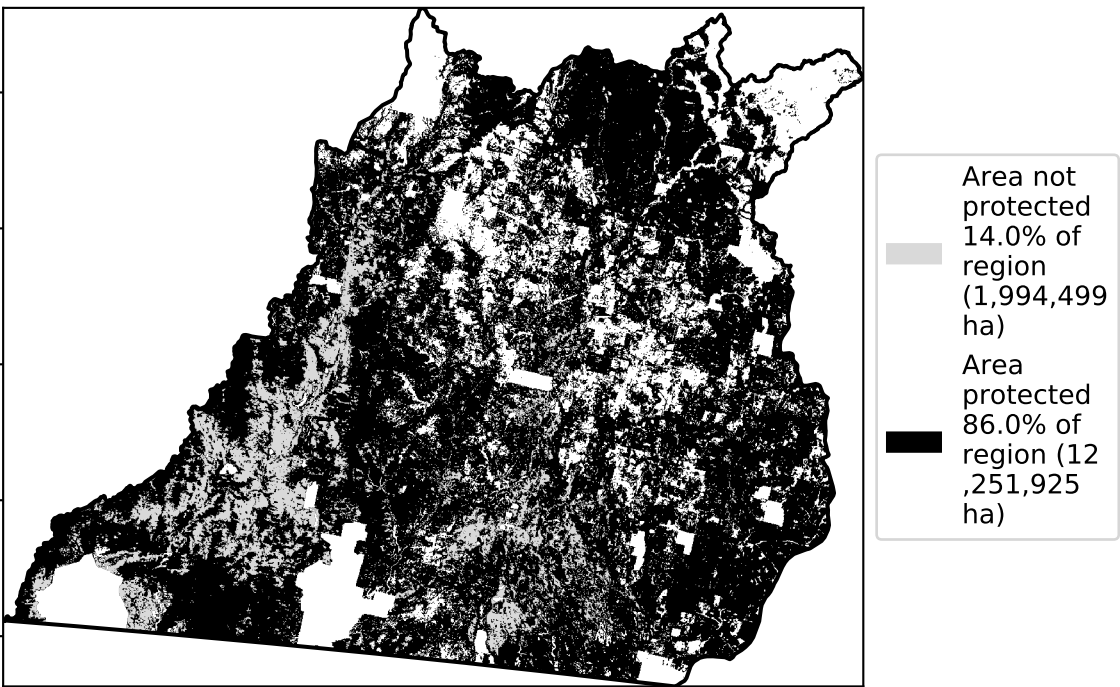 Area not
protected
14.0% of
region
(1,994,499
ha)
Area
protected
86.0% of
region (12
,251,925
ha)